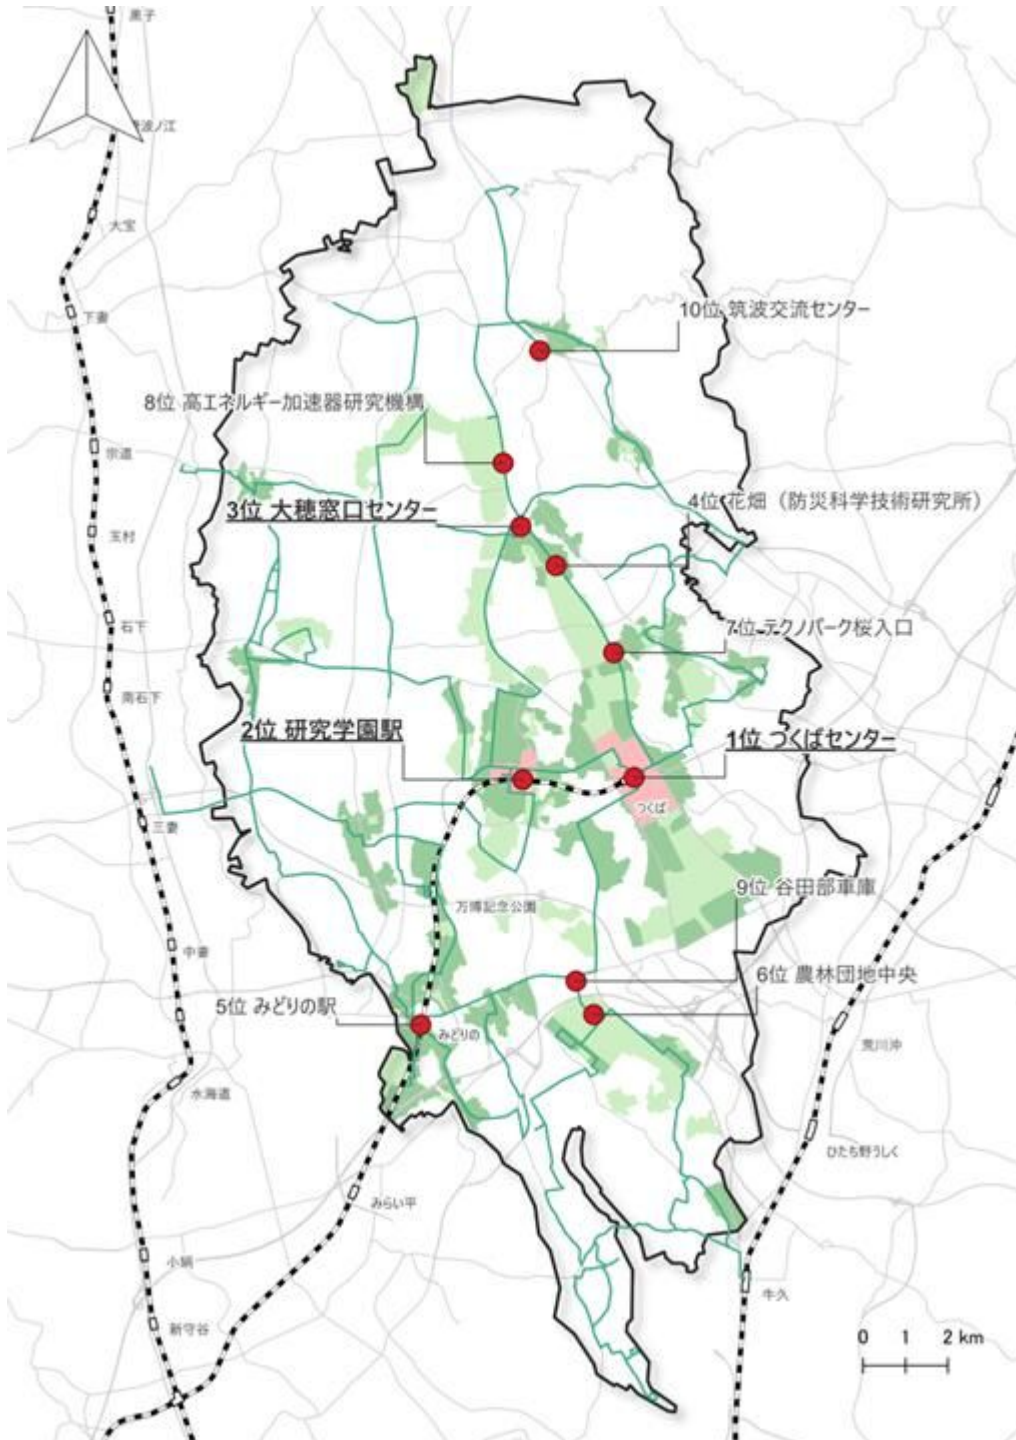 黒子
大宝
下妻
10位 筑波交流センター
8位 高エネルギー加速器研究機構
宗道
4位 花畑（防災科学技術研究所）
3位 大穂窓口センター
玉村
石下
7位 テクノパーク桜入口
南石下
2位 研究学園駅
1位 つくばセンター
つくば
三妻
9位 谷田部車庫
万博記念公園
中妻
6位 農林団地中央
5位 みどりの駅
みどりの
荒川沖
水海道
ひたち野うしく
みらい平
小絹
牛久
新守谷
0 1 2 km